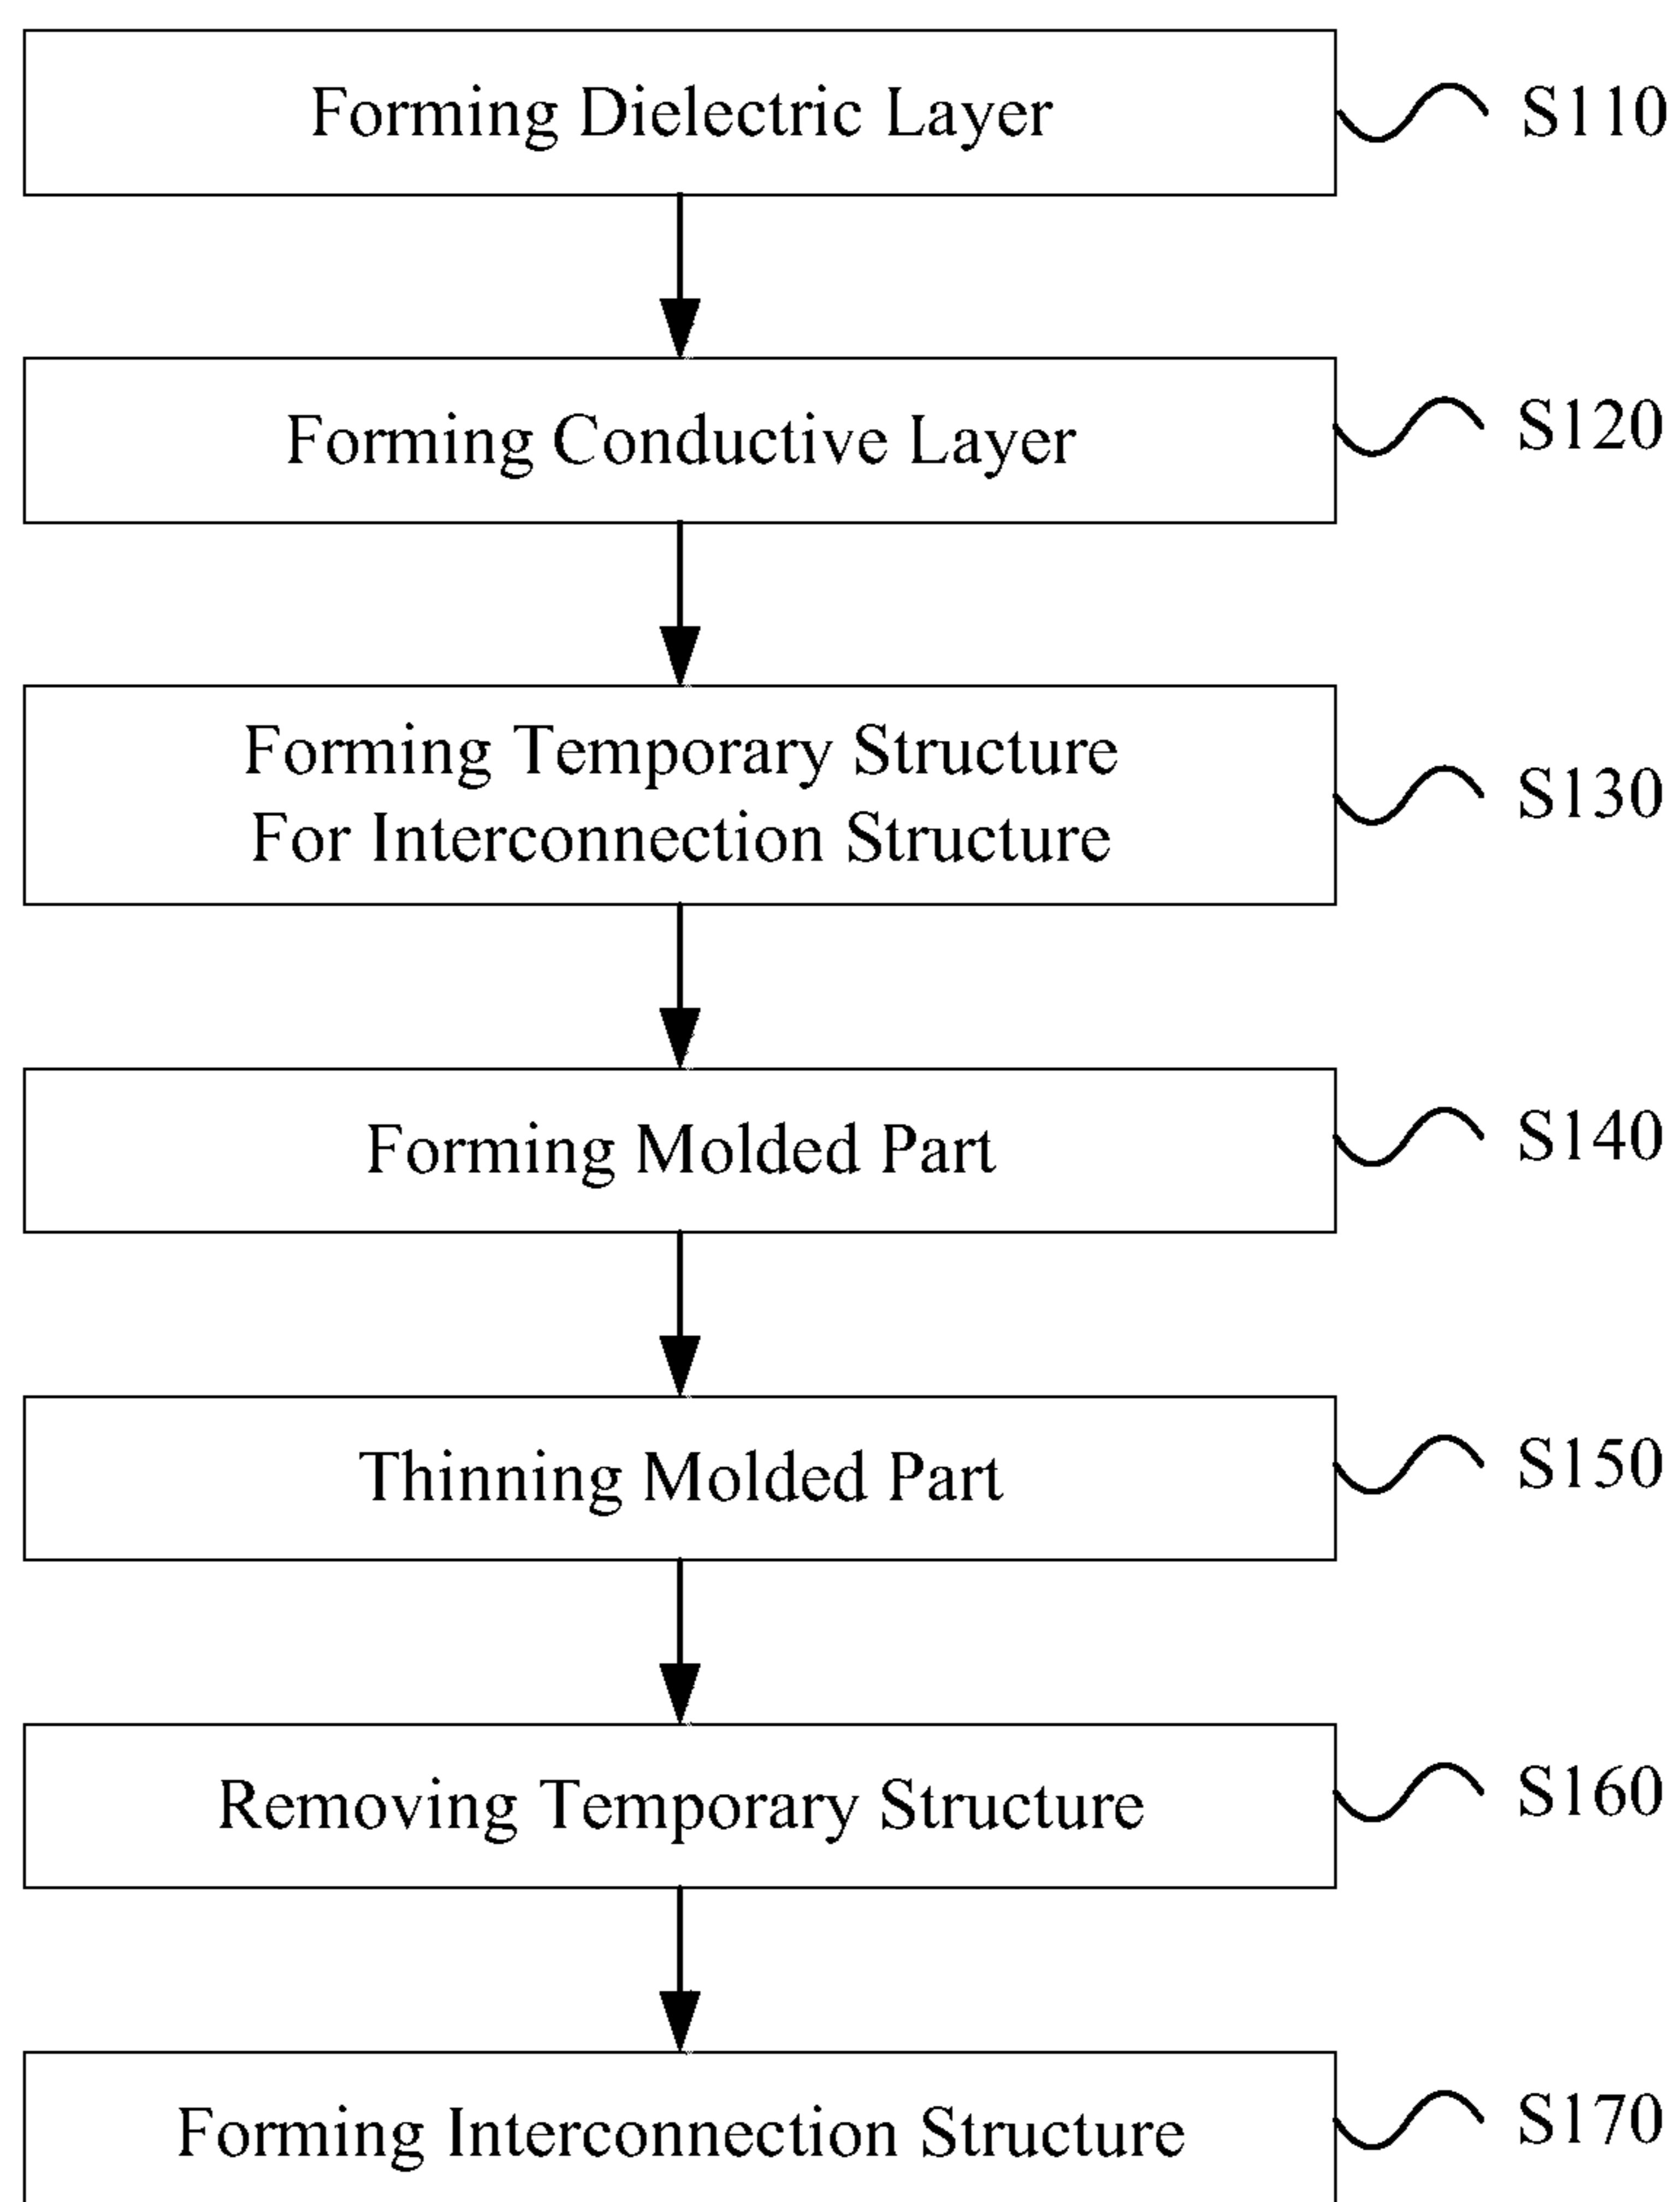 Forming Dielectric Layer
S110
Forming Conductive Layer
S120
Forming Temporary Structure
For Interconnection Structure
S130
Forming Molded Part
S140
Thinning Molded Part
S150
Removing Temporary Structure
S160
Forming Interconnection Structure
S170